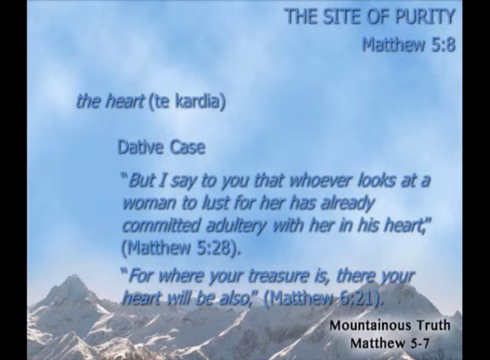 THE SITE OF PURITY
Matthew 5:8
the heart (te kardia)
Dative Case
"But I say to you that whoever looks at a
woman to lust for her has already
committed adultery with her in his heart,"
(Matthew 5:28).
"For where your treasure is, there your
heart will be also," (Matthew 6:21).
Mountainous Truth
Matthew 5-7